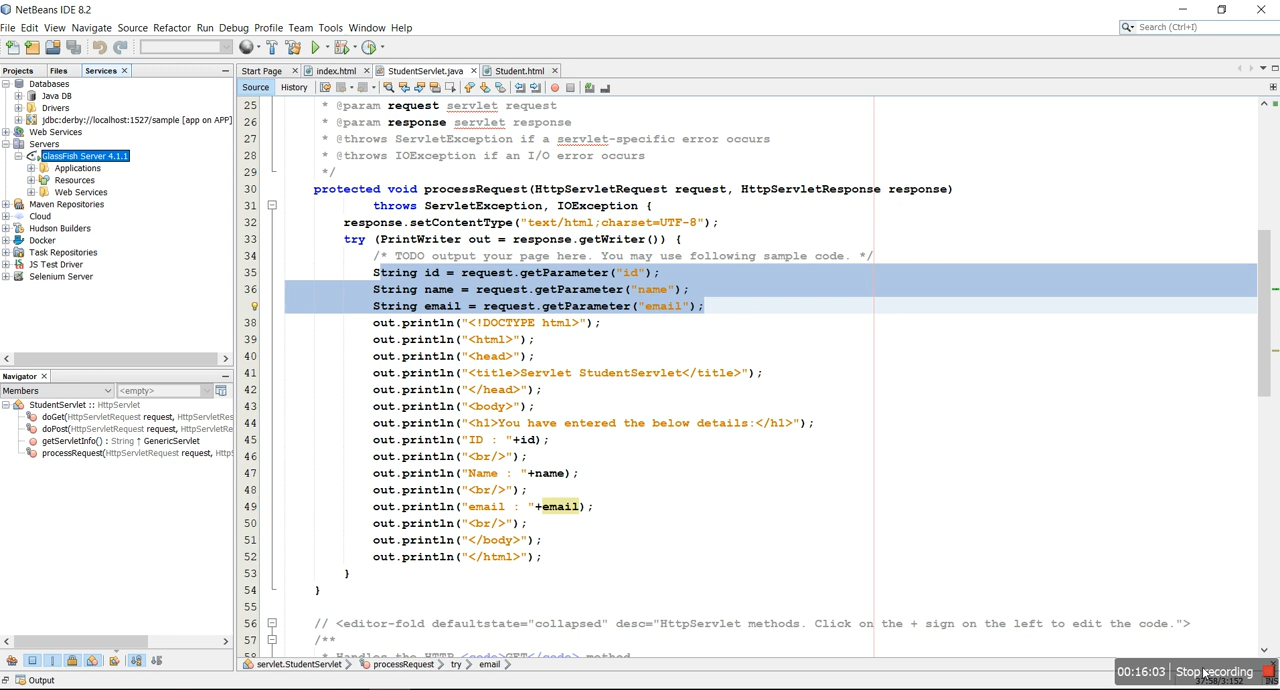 NetBeans IDE 8.2
File Edit View Navigate Source Refactor Run Debug Profile Team Tools Window Help
Search (Ctrl+I)
Projects Files Services
Databases
Java DB
Drivers
jdbc:derby://localhost:1527/sample [app on APP]
Web Services
Servers
GlassFish Server 4.1.1
Applications
Resources
Web Services
Maven Repositories
Cloud
Hudson Builders
Docker
Task Repositories
JS Test Driver
Selenium Server
Navigator
Members <empty>
StudentServlet :: HttpServlet
doGet(HttpServletRequest request, HttpServletRes
doPost(HttpServletRequest request, HttpServletRe
getServletInfo() : String ↑ GenericServlet
processRequest(HttpServletRequest request, Http
Start Page index.html StudentServlet.java Student.html
Source History
25 * @param request servlet request
26 * @param response servlet response
27 * @throws ServletException if a servlet-specific error occurs
28 * @throws IOException if an I/O error occurs
29 */
30 protected void processRequest(HttpServletRequest request, HttpServletResponse response)
31 throws ServletException, IOException {
32 response.setContentType("text/html;charset=UTF-8");
33 try (PrintWriter out = response.getWriter()) {
34 /* TODO output your page here. You may use following sample code. */
35 String id = request.getParameter("id");
36 String name = request.getParameter("name");
String email = request.getParameter("email");
38 out.println("<!DOCTYPE html>");
39 out.println("<html>");
40 out.println("<head>");
41 out.println("<title>Servlet StudentServlet</title>");
42 out.println("</head>");
43 out.println("<body>");
44 out.println("<h1>You have entered the below details:</h1>");
45 out.println("ID : "+id);
46 out.println("<br/>");
47 out.println("Name : "+name);
48 out.println("<br/>");
49 out.println("email : "+email);
50 out.println("<br/>");
51 out.println("</body>");
52 out.println("</html>");
53 }
54 }
55
56 // <editor-fold defaultstate="collapsed" desc="HttpServlet methods. Click on the + sign on the left to edit the code.">
57 /**
58 * Handles the HTTP <code>GET</code> method
servlet.StudentServlet processRequest try email
00:16:03 Stop recording
Output INS